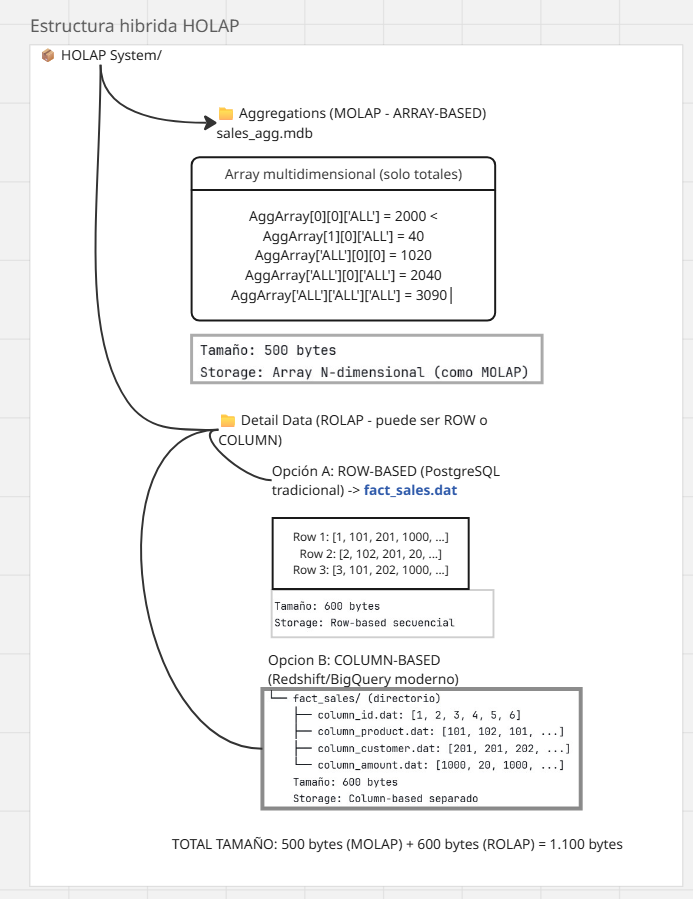 Estructura hibrida HOLAP
📦 HOLAP System/
📁 Aggregations (MOLAP - ARRAY-BASED)
sales_agg.mdb
Array multidimensional (solo totales)
AggArray[0][0]['ALL'] = 2000 <
AggArray[1][0]['ALL'] = 40
AggArray['ALL'][0][0] = 1020
AggArray['ALL'][0]['ALL'] = 2040
AggArray['ALL']['ALL']['ALL'] = 3090
Tamaño: 500 bytes
Storage: Array N-dimensional (como MOLAP)
📁 Detail Data (ROLAP - puede ser ROW o
COLUMN)
Opción A: ROW-BASED (PostgreSQL
tradicional) -> fact_sales.dat
Row 1: [1, 101, 201, 1000, ...]
Row 2: [2, 102, 201, 20, ...]
Row 3: [3, 101, 202, 1000, ...]
Tamaño: 600 bytes
Storage: Row-based secuencial
Opcion B: COLUMN-BASED
(Redshift/BigQuery moderno)
└── fact_sales/ (directorio)
├── column_id.dat: [1, 2, 3, 4, 5, 6]
├── column_product.dat: [101, 102, 101, ...]
├── column_customer.dat: [201, 201, 202, ...]
└── column_amount.dat: [1000, 20, 1000, ...]
Tamaño: 600 bytes
Storage: Column-based separado
TOTAL TAMAÑO: 500 bytes (MOLAP) + 600 bytes (ROLAP) = 1.100 bytes